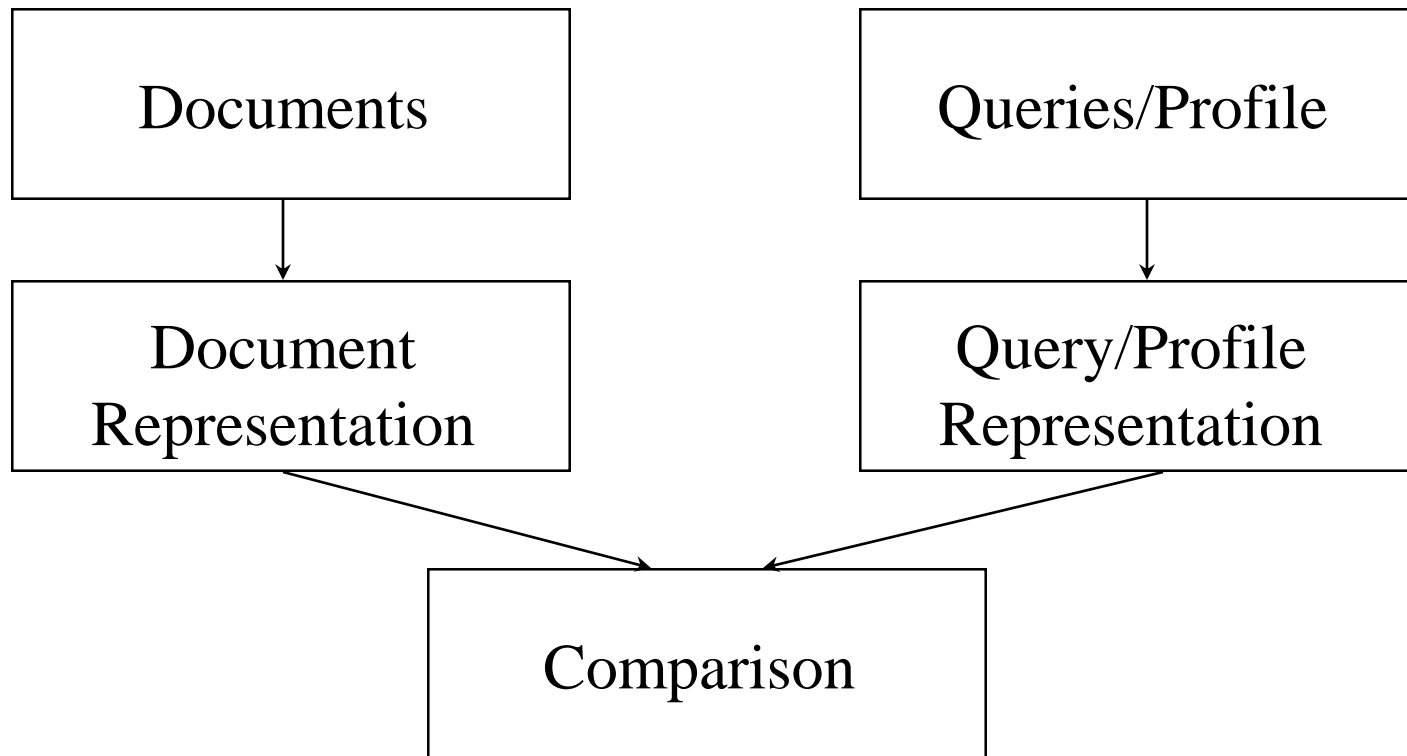 Documents
Queries/Profile
Document
Representation
Query/Profile
Representation
Comparison